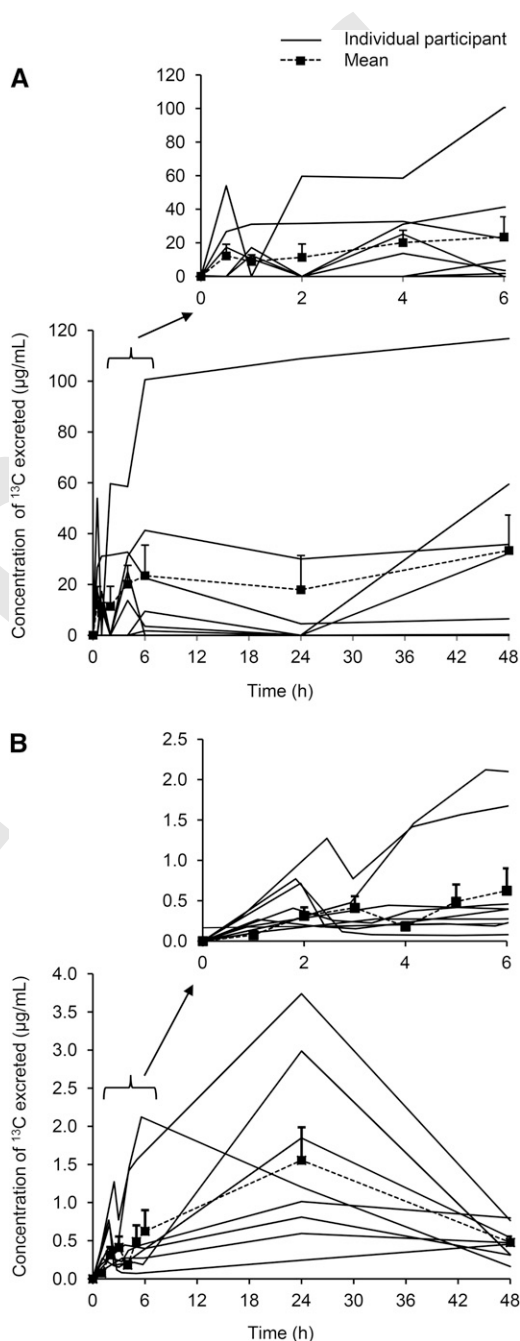 Individual participant
Mean
A
120
100
80
60
40
20
0
0 2 4 6
Concentration of ¹³C excreted (µg/mL)
120
100
80
60
40
20
0
0 6 12 18 24 30 36 42 48
Time (h)
B
2.5
2.0
1.5
1.0
0.5
0.0
0 2 4 6
Concentration of ¹³C excreted (µg/mL)
4.0
3.5
3.0
2.5
2.0
1.5
1.0
0.5
0.0
0 6 12 18 24 30 36 42 48
Time (h)